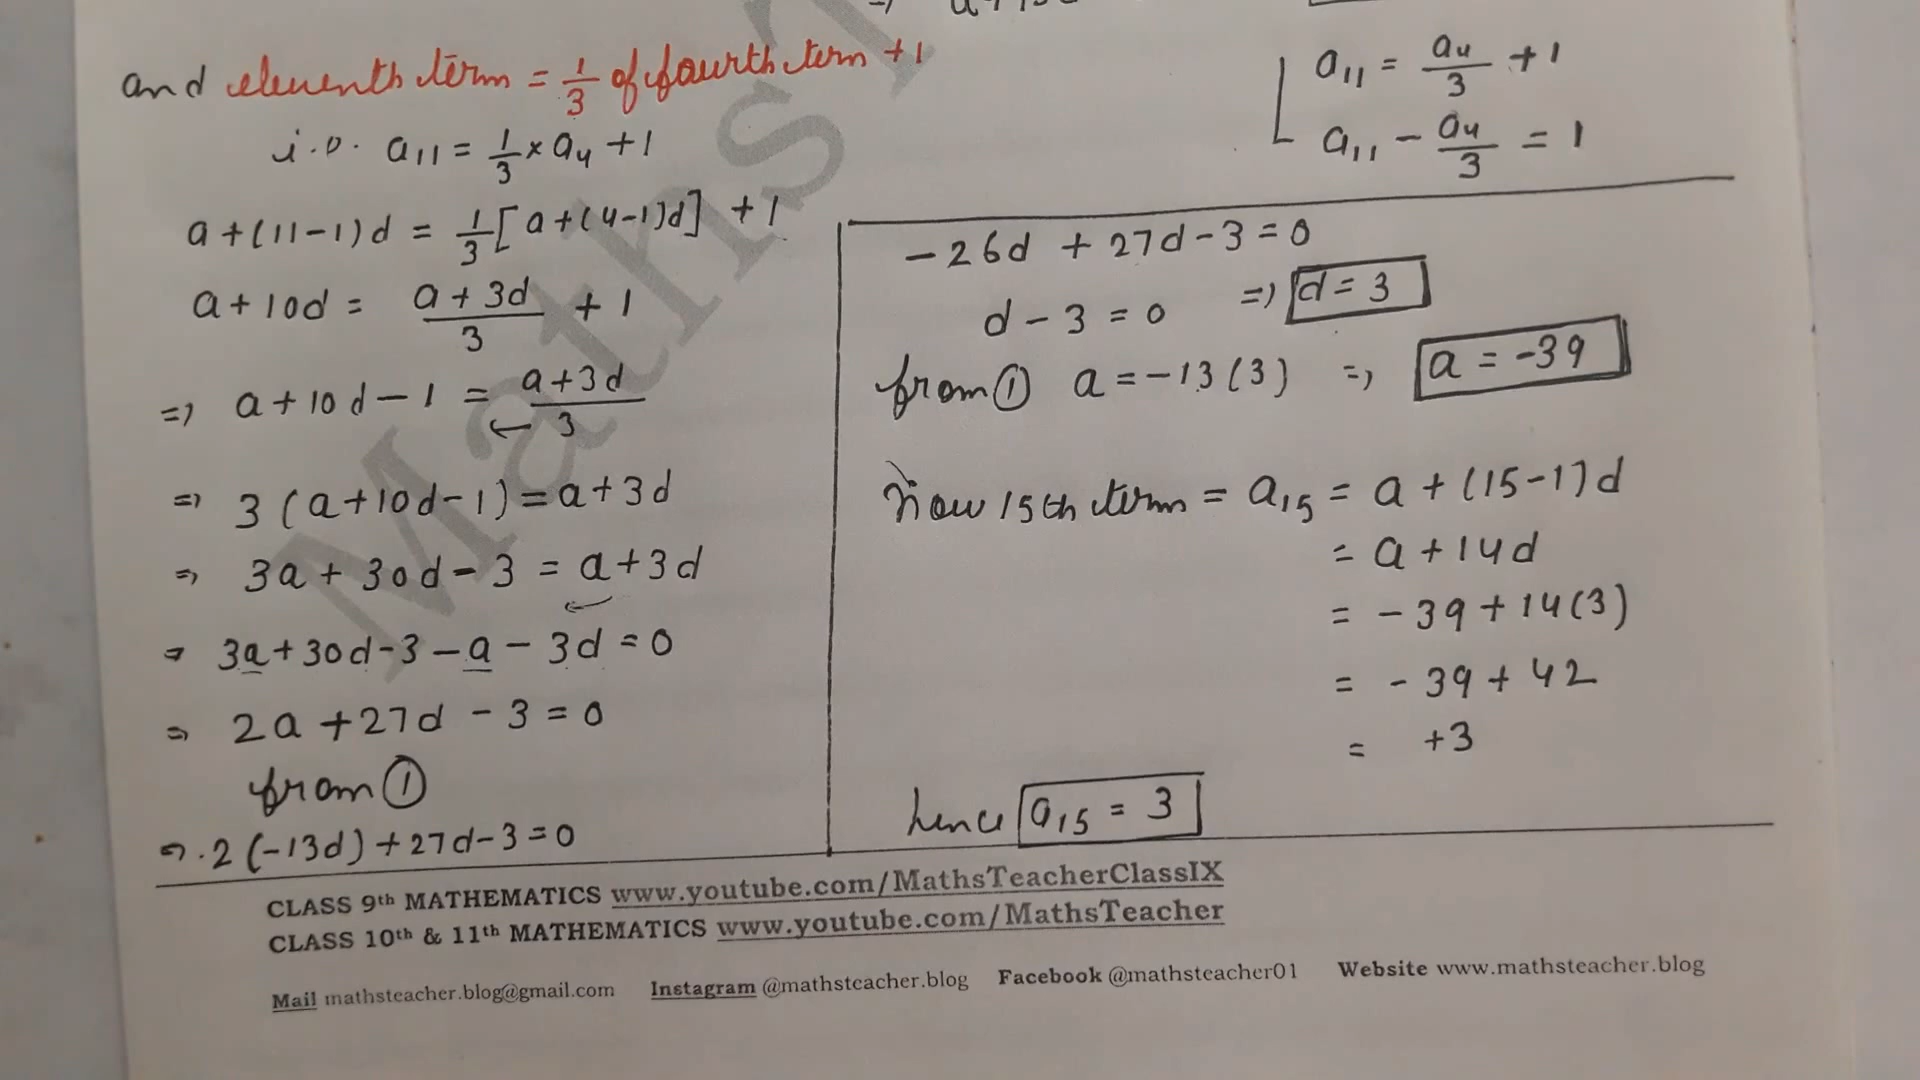 and eleventh term = 1/3 of fourth term + 1
i.e. a11 = 1/3 × a4 + 1
a + (11-1)d = 1/3 [a + (4-1)d] + 1
a + 10d = (a + 3d)/3 + 1
=> a + 10d - 1 = (a + 3d)/3
←
=> 3(a + 10d - 1) = a + 3d
=> 3a + 30d - 3 = a + 3d
←
=> 3a + 30d - 3 - a - 3d = 0
=> 2a + 27d - 3 = 0
from ①
=> . 2(-13d) + 27d - 3 = 0
a11 = a4/3 + 1
a11 - a4/3 = 1
-26d + 27d - 3 = 0
d - 3 = 0 => d = 3
from ① a = -13(3) => a = -39
Now 15th term = a15 = a + (15-1)d
= a + 14d
= -39 + 14(3)
= -39 + 42
= +3
hence a15 = 3
Maths
CLASS 9th MATHEMATICS www.youtube.com/MathsTeacherClassIX
CLASS 10th & 11th MATHEMATICS www.youtube.com/MathsTeacher
Mail mathsteacher.blog@gmail.com Instagram @mathsteacher.blog Facebook @mathsteacher01 Website www.mathsteacher.blog